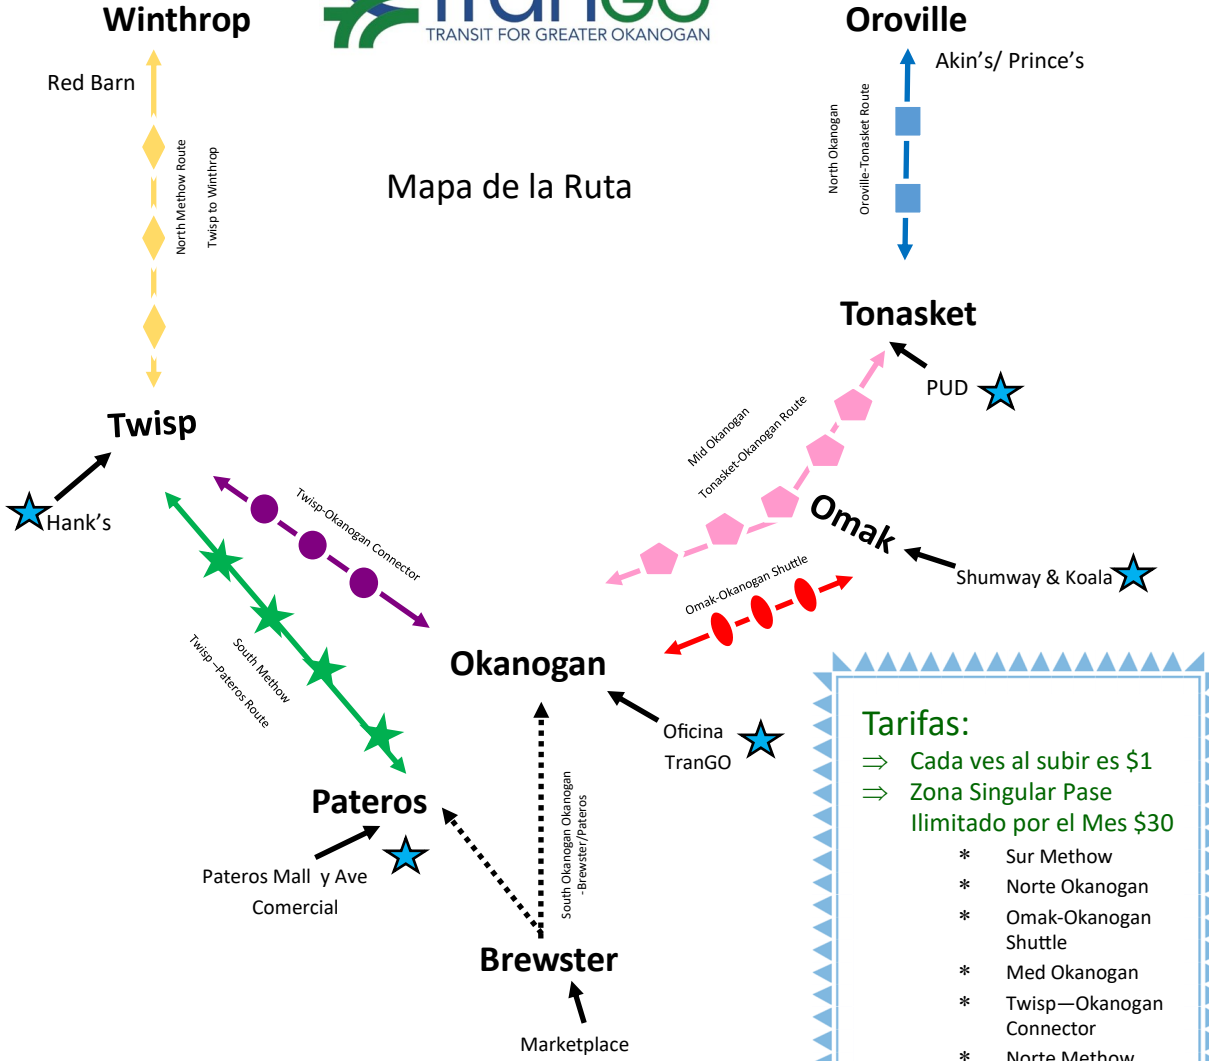 Winthrop
TranGO
TRANSIT FOR GREATER OKANOGAN
Oroville
Red Barn
Akin's/ Prince's
North Methow Route
Twisp to Winthrop
Mapa de la Ruta
North Okanogan
Oroville-Tonasket Route
Tonasket
PUD
Twisp
Hank's
Mid Okanogan
Tonasket-Okanogan Route
Omak
Shumway & Koala
Twisp-Okanogan Connector
Omak-Okanogan Shuttle
South Methow
Twisp –Pateros Route
Okanogan
Oficina
TranGO
Pateros
Pateros Mall y Ave
Comercial
South Okanogan Okanogan
-Brewster/Pateros
Brewster
Marketplace
Tarifas:
⇒ Cada ves al subir es $1
⇒ Zona Singular Pase
Ilimitado por el Mes $30
* Sur Methow
* Norte Okanogan
* Omak-Okanogan
Shuttle
* Med Okanogan
* Twisp—Okanogan
Connector
* Norte Methow